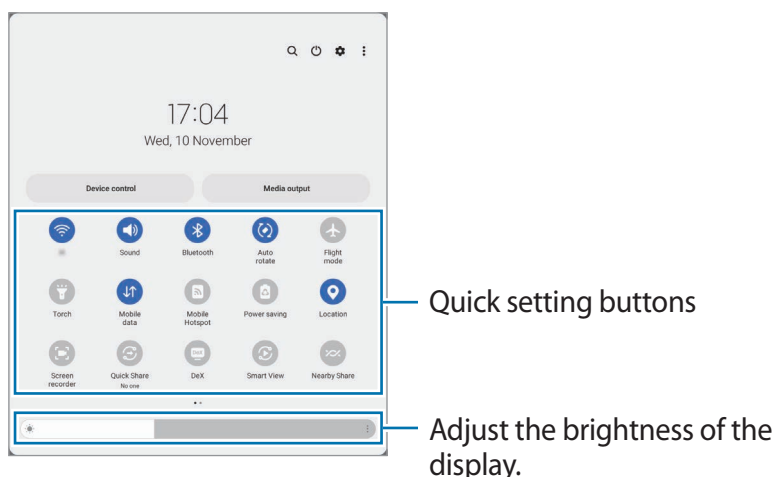 17:04
Wed, 10 November
Device control Media output
Sound Bluetooth Auto rotate Flight mode
Torch Mobile data Mobile Hotspot Power saving Location
Quick setting buttons
Screen recorder Quick Share No one DeX Smart View Nearby Share
Adjust the brightness of the
display.